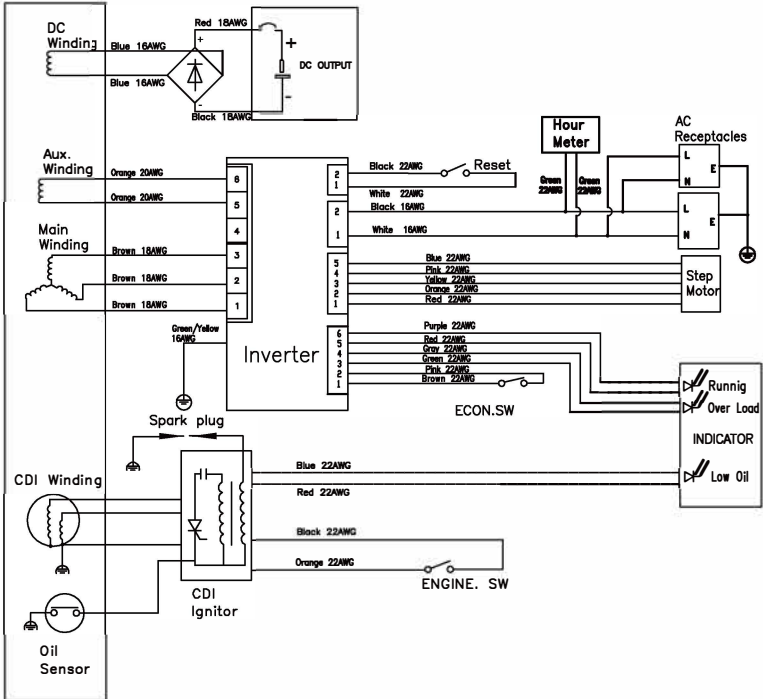 DC
Winding
Blue 16AWG
Blue 16AWG
Red 18AWG
+
-
Black 18AWG
+
DC OUTPUT
-
Aux.
Winding
Orange 20AWG
Orange 20AWG
Main
Winding
Brown 18AWG
Brown 18AWG
Brown 18AWG
Green/Yellow
16AWG
6
5
4
3
2
1
Inverter
2
1
2
1
5
4
3
2
1
6
5
4
3
2
1
Black 22AWG
Reset
White 22AWG
Black 16AWG
White 16AWG
Hour
Meter
Green
22AWG
Green
22AWG
AC
Receptacles
L
E
N
L
E
N
Blue 22AWG
Pink 22AWG
Yellow 22AWG
Orange 22AWG
Red 22AWG
Step
Motor
Purple 22AWG
Red 22AWG
Gray 22AWG
Green 22AWG
Pink 22AWG
Brown 22AWG
ECON.SW
Runnig
Over Load
INDICATOR
Low Oil
Spark plug
CDI Winding
Blue 22AWG
Red 22AWG
Black 22AWG
Orange 22AWG
ENGINE. SW
CDI
Ignitor
Oil
Sensor